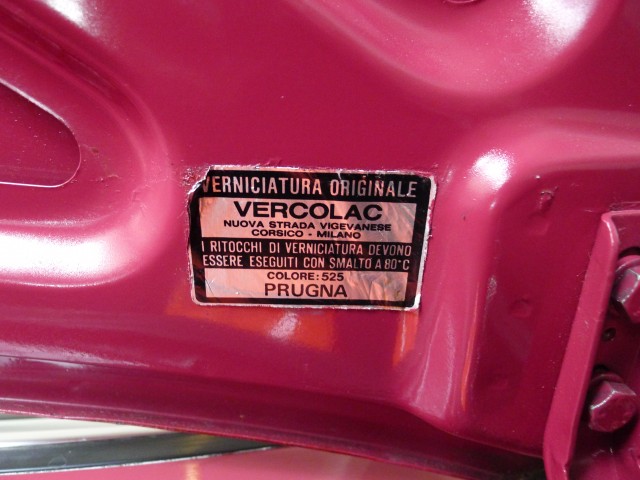 VERNICIATURA ORIGINALE
VERCOLAC
NUOVA STRADA VIGEVANESE
CORSICO - MILANO
I RITOCCHI DI VERNICIATURA DEVONO
ESSERE ESEGUITI CON SMALTO A 80°C
COLORE: 525
PRUGNA